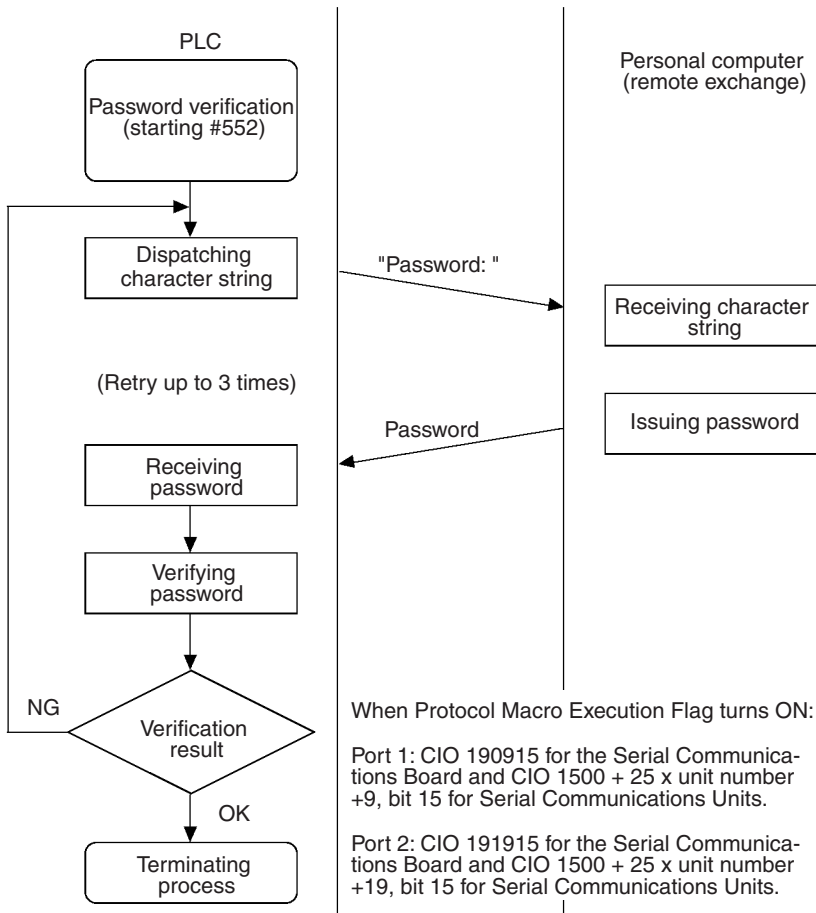 PLC
Personal computer
(remote exchange)
Password verification
(starting #552)
Dispatching
character string
"Password: "
Receiving character
string
(Retry up to 3 times)
Issuing password
Password
Receiving
password
Verifying
password
NG
Verification
result
OK
Terminating
process
When Protocol Macro Execution Flag turns ON:
Port 1: CIO 190915 for the Serial Communica-
tions Board and CIO 1500 + 25 x unit number
+9, bit 15 for Serial Communications Units.
Port 2: CIO 191915 for the Serial Communica-
tions Board and CIO 1500 + 25 x unit number
+19, bit 15 for Serial Communications Units.